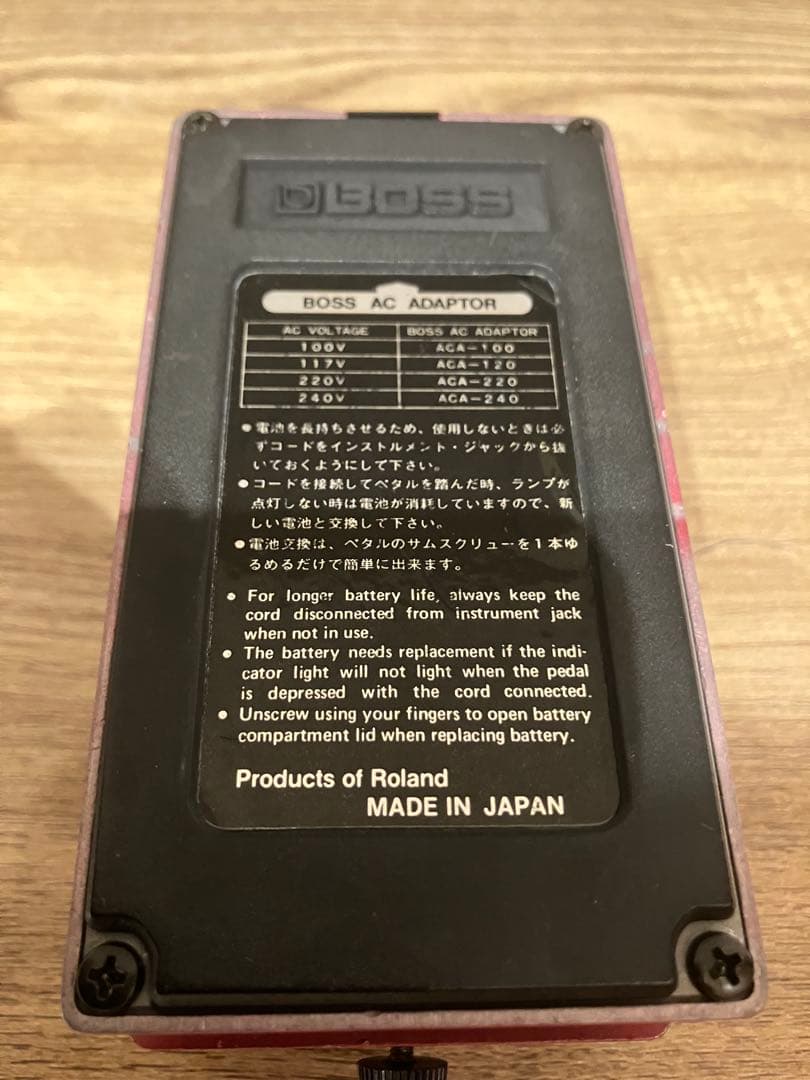 BOSS
BOSS AC ADAPTOR
AC VOLTAGE BOSS AC ADAPTOR
100V ACA-100
117V ACA-120
220V ACA-220
240V ACA-240
●電池を長持ちさせるため、使用しないときは必
ずコードをインストルメント・ジャックから抜
いておくようにして下さい。
●コードを接続してペタルを踏んだ時、ランプが
点灯しない時は電池が消耗していますので、新
しい電池と交換して下さい。
●電池交換は、ペタルのサムスクリューを1本ゆ
るめるだけで簡単に出来ます。
● For longer battery life, always keep the
cord disconnected from instrument jack
when not in use.
● The battery needs replacement if the indi-
cator light will not light when the pedal
is depressed with the cord connected.
● Unscrew using your fingers to open battery
compartment lid when replacing battery.
Products of Roland
MADE IN JAPAN